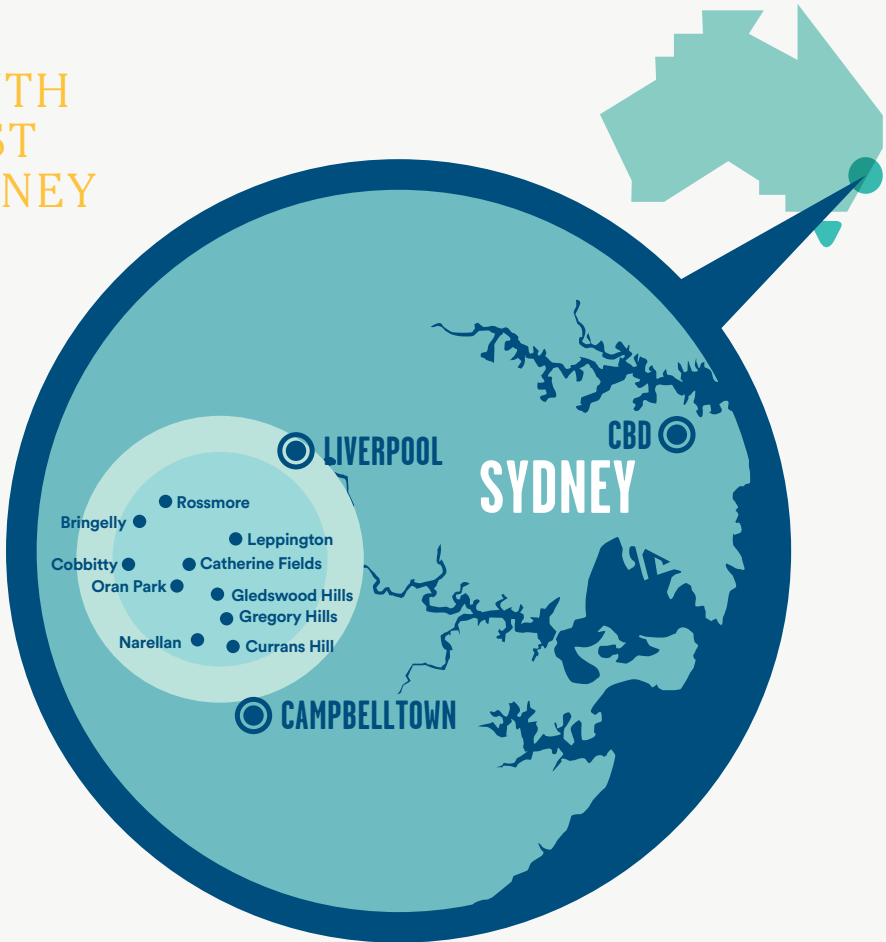 TH
ST
NEY
LIVERPOOL
CBD
SYDNEY
Rossmore
Bringelly
Leppington
Cobbitty
Catherine Fields
Oran Park
Gledswood Hills
Gregory Hills
Narellan
Currans Hill
CAMPBELLTOWN